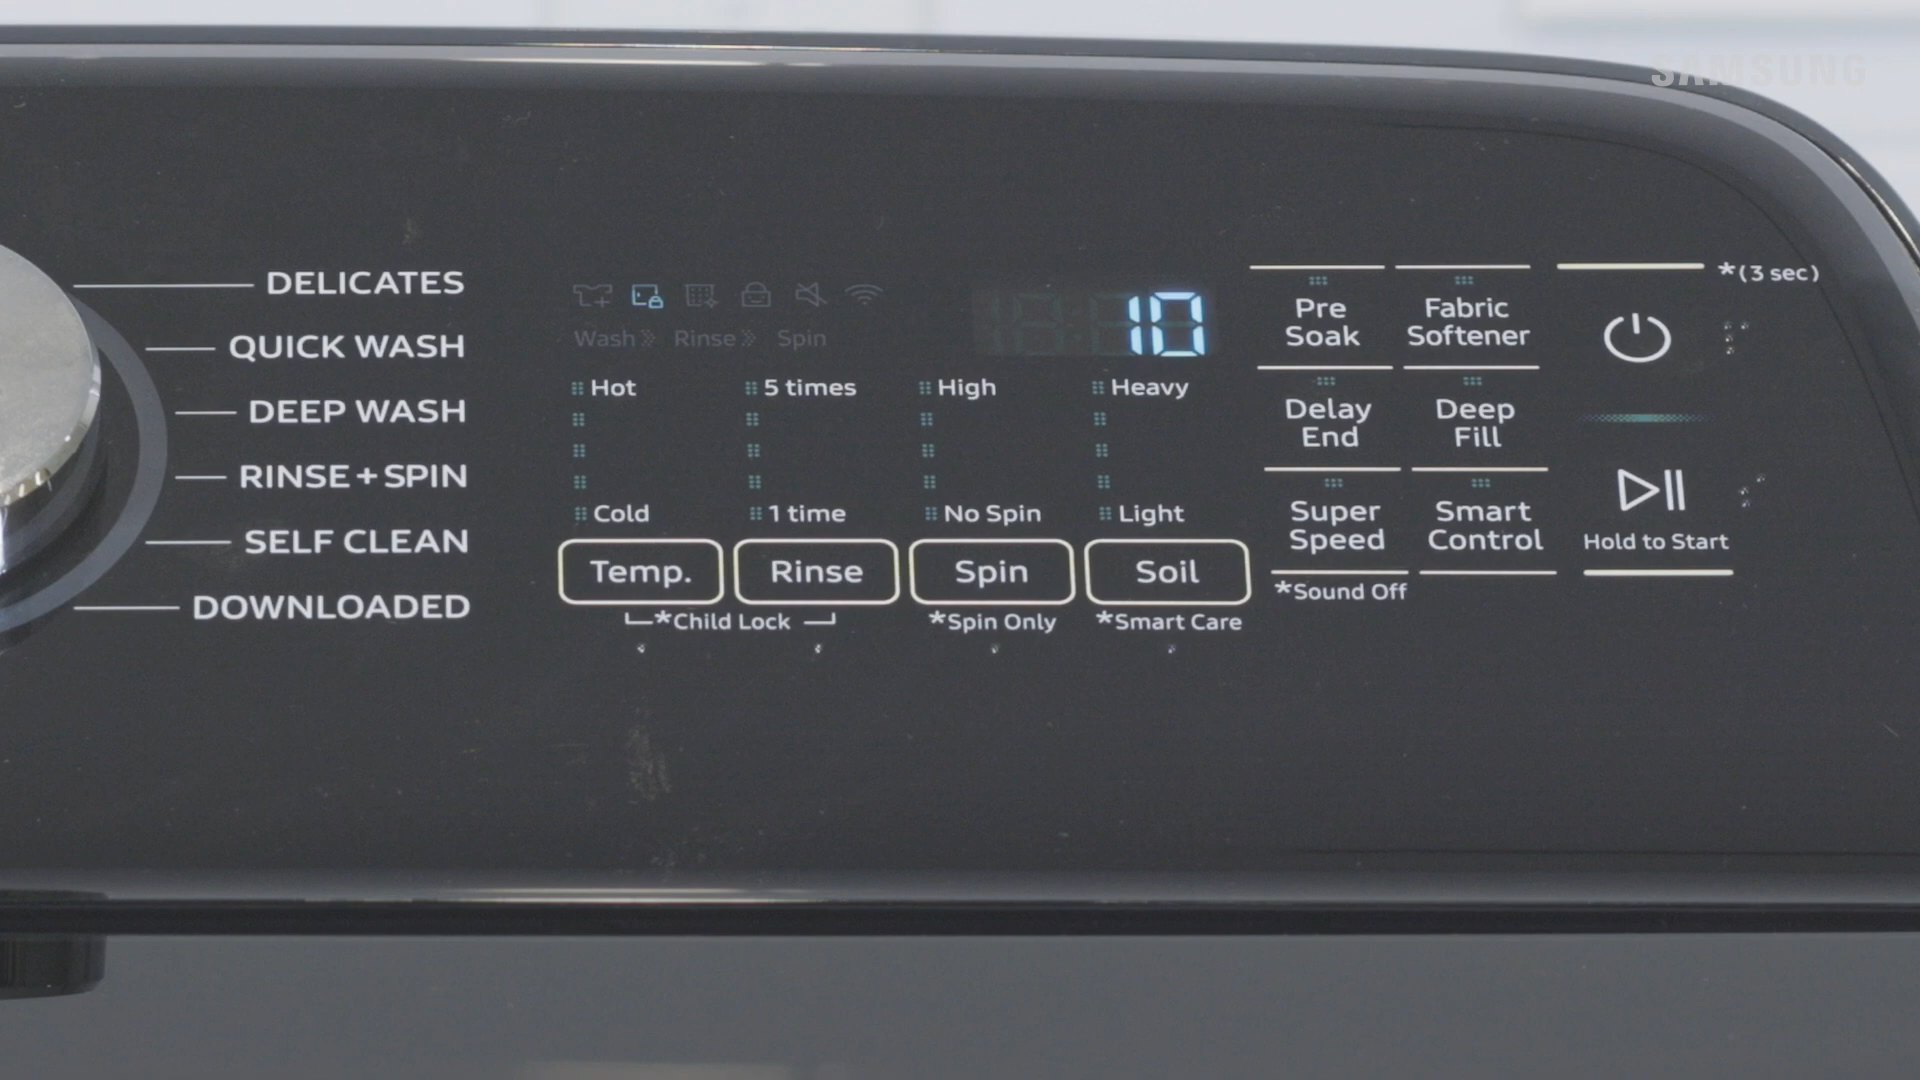 SAMSUNG
DELICATES
QUICK WASH
DEEP WASH
RINSE + SPIN
SELF CLEAN
DOWNLOADED
Wash Rinse Spin
10
Hot
Cold
Temp.
5 times
1 time
Rinse
*Child Lock
High
No Spin
Spin
*Spin Only
Heavy
Light
Soil
*Smart Care
Pre
Soak
Fabric
Softener
Delay
End
Deep
Fill
Super
Speed
*Sound Off
Smart
Control
*(3 sec)
Hold to Start